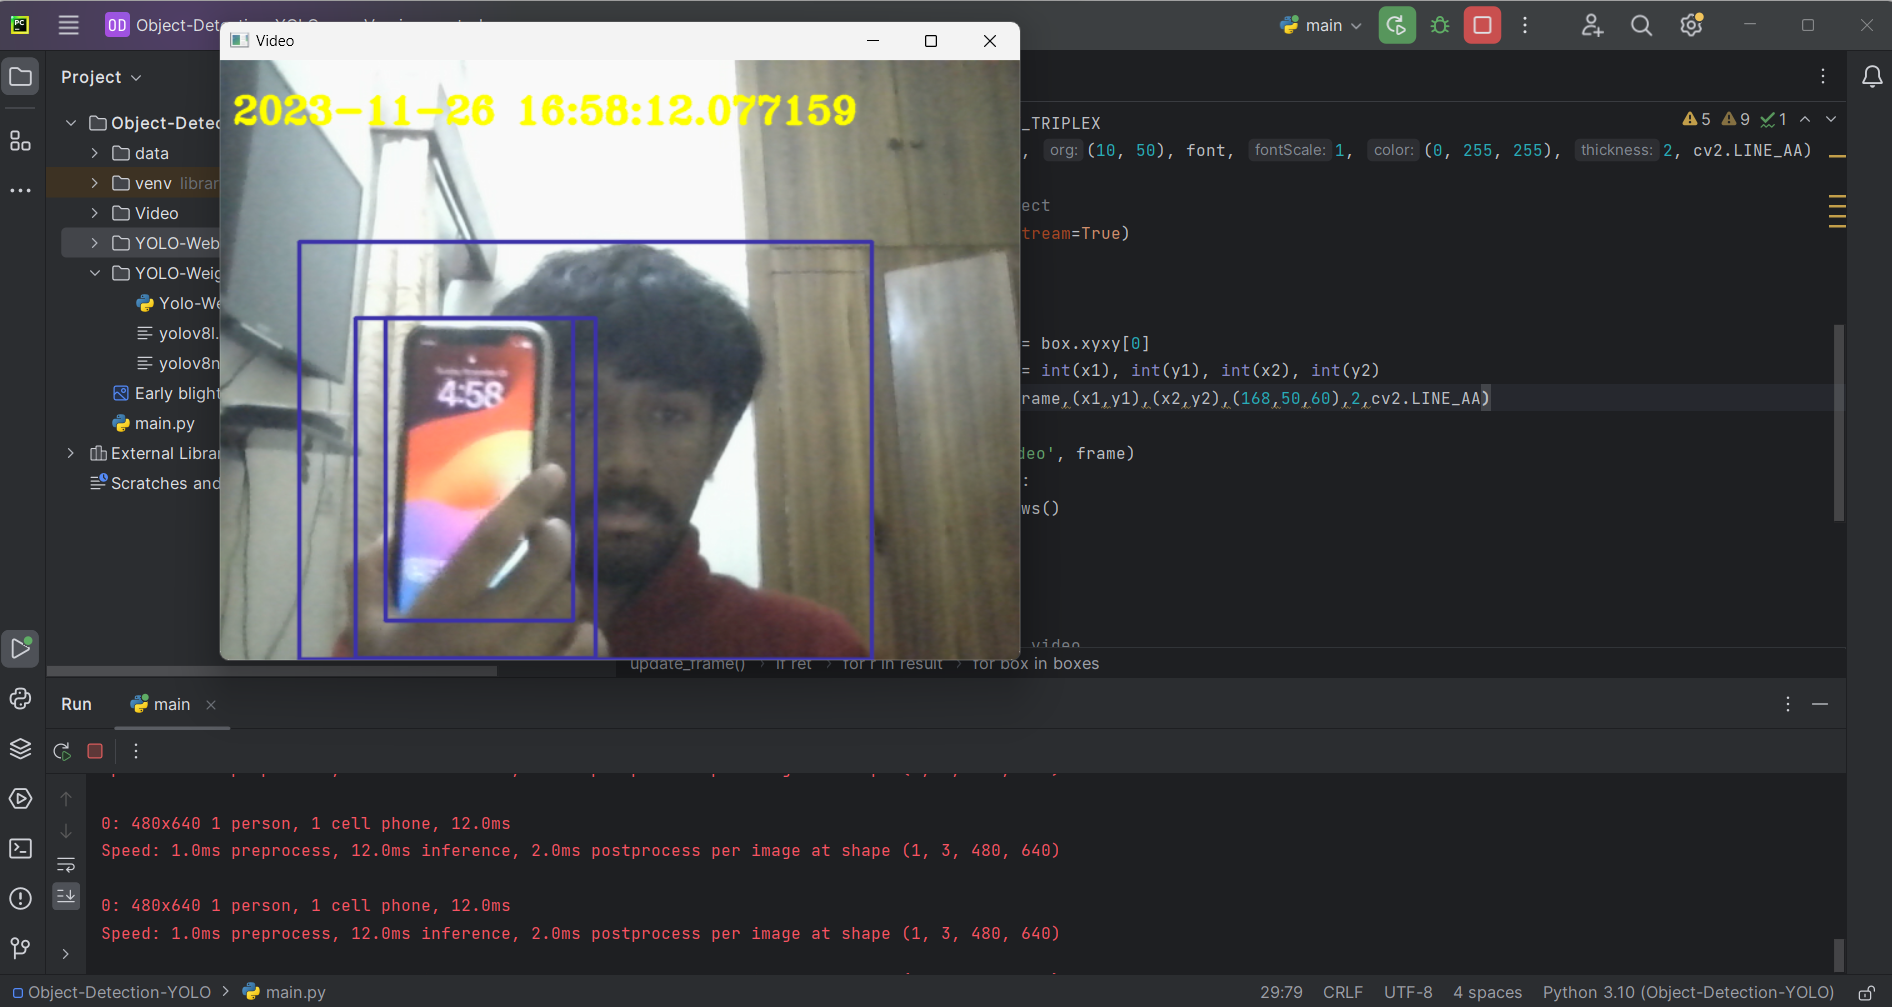 PC
OD
Object-Det
main
Video
2023-11-26 16:58:12.077159
4:58
Project
Object-Detec
data
venv librar
Video
YOLO-Web
YOLO-Weig
Yolo-We
yolov8l.
yolov8n
Early blight
main.py
External Librar
Scratches and
5 9 1
_TRIPLEX
, org: (10, 50), font, fontScale: 1, color: (0, 255, 255), thickness: 2, cv2.LINE_AA)
ect
tream=True)
= box.xyxy[0]
= int(x1), int(y1), int(x2), int(y2)
rame,(x1,y1),(x2,y2),(168,50,60),2,cv2.LINE_AA)
deo', frame)
:
ws()
video
update_frame() › if ret › for r in result › for box in boxes
Run main
0: 480x640 1 person, 1 cell phone, 12.0ms
Speed: 1.0ms preprocess, 12.0ms inference, 2.0ms postprocess per image at shape (1, 3, 480, 640)
0: 480x640 1 person, 1 cell phone, 12.0ms
Speed: 1.0ms preprocess, 12.0ms inference, 2.0ms postprocess per image at shape (1, 3, 480, 640)
Object-Detection-YOLO > main.py
29:79 CRLF UTF-8 4 spaces Python 3.10 (Object-Detection-YOLO)